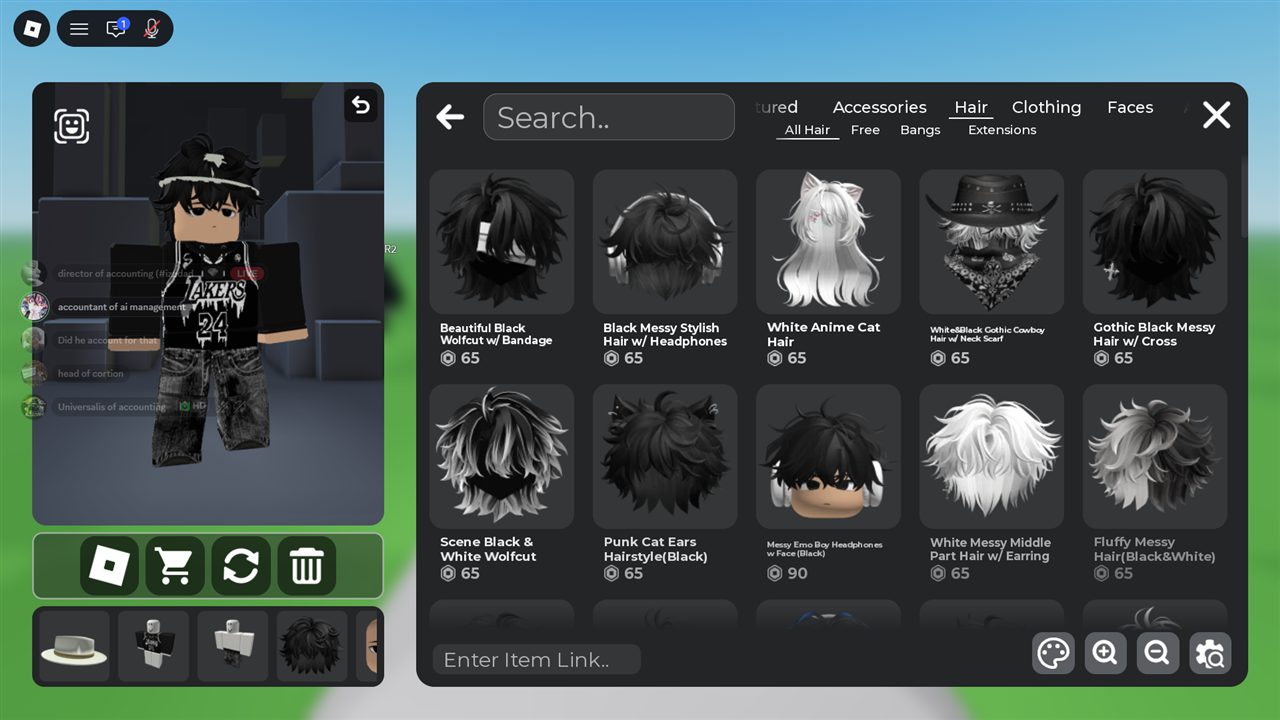 1
Search..
tured
Accessories
Hair
Clothing
Faces
All Hair
Free
Bangs
Extensions
R2
director of accounting (#
LIVE
accountant of ai management
Did he account for that
head of cortion
Universalis of accounting
HD
LAKERS
24
Beautiful Black
Wolfcut w/ Bandage
65
Black Messy Stylish
Hair w/ Headphones
65
White Anime Cat
Hair
65
White&Black Gothic Cowboy
Hair w/ Neck Scarf
65
Gothic Black Messy
Hair w/ Cross
65
Scene Black &
White Wolfcut
65
Punk Cat Ears
Hairstyle(Black)
65
Messy Emo Boy Headphones
w Face (Black)
90
White Messy Middle
Part Hair w/ Earring
65
Fluffy Messy
Hair(Black&White)
65
Enter Item Link..